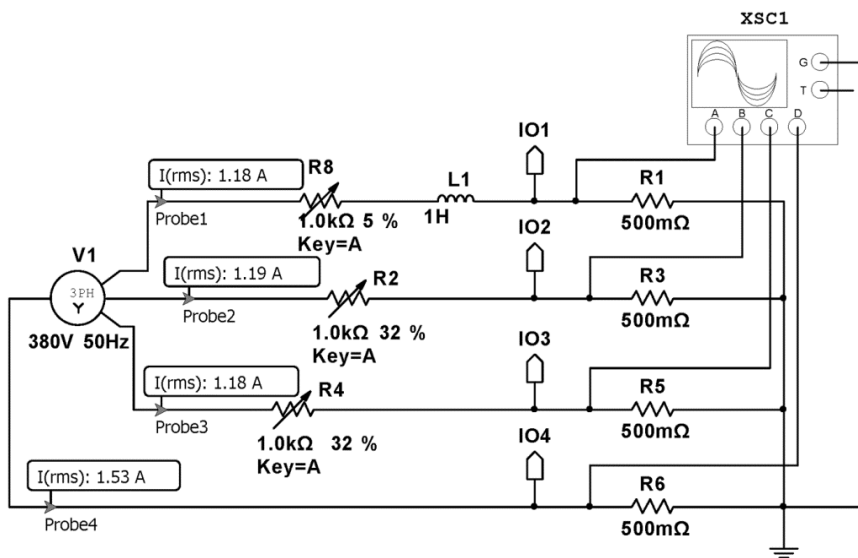 XSC1
G
T
A B C D
IO1
I(rms): 1.18 A
R8
L1
R1
Probe1
1.0kΩ 5 %
Key=A
1H
500mΩ
IO2
V1
I(rms): 1.19 A
R2
R3
3PH
Y
Probe2
380V 50Hz
1.0kΩ 32 %
Key=A
500mΩ
IO3
I(rms): 1.18 A
R4
R5
Probe3
1.0kΩ 32 %
Key=A
500mΩ
IO4
I(rms): 1.53 A
R6
Probe4
500mΩ